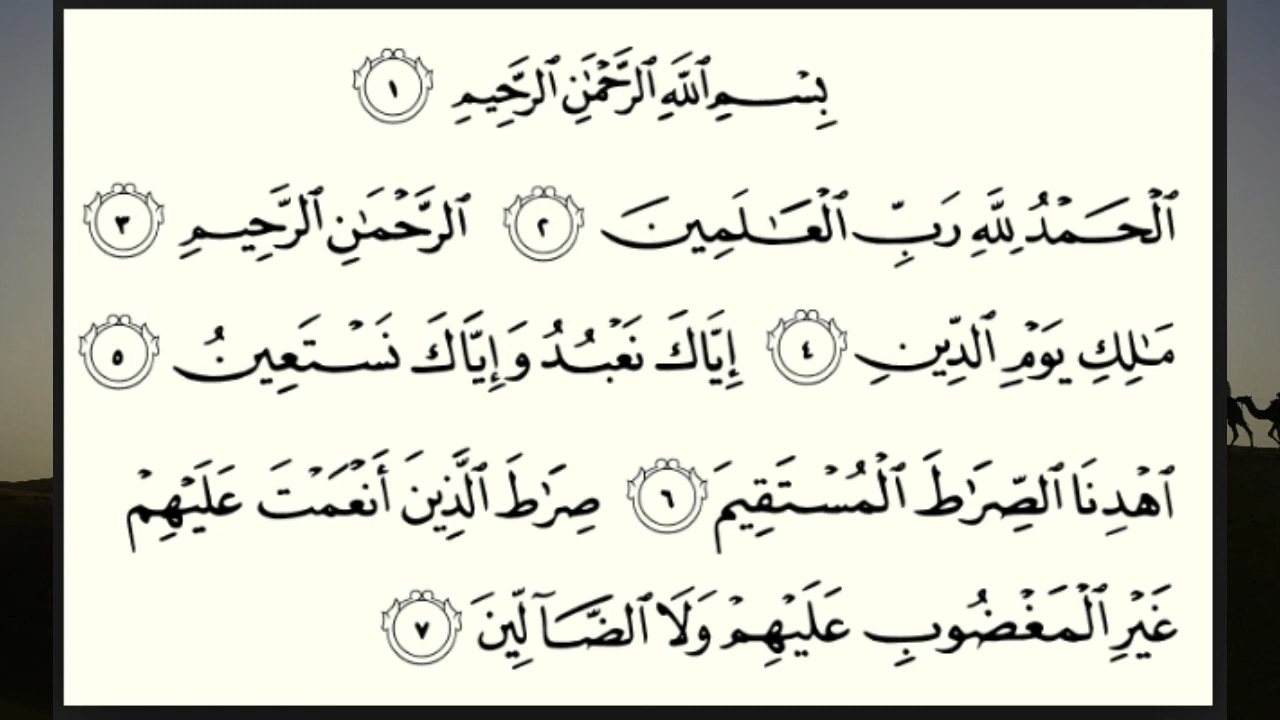 بِسْمِ ٱللَّهِ ٱلرَّحْمَٰنِ ٱلرَّحِيمِ ١
ٱلْحَمْدُ لِلَّهِ رَبِّ ٱلْعَٰلَمِينَ ٢ ٱلرَّحْمَٰنِ ٱلرَّحِيمِ ٣
مَٰلِكِ يَوْمِ ٱلدِّينِ ٤ إِيَّاكَ نَعْبُدُ وَإِيَّاكَ نَسْتَعِينُ ٥
ٱهْدِنَا ٱلصِّرَٰطَ ٱلْمُسْتَقِيمَ ٦ صِرَٰطَ ٱلَّذِينَ أَنْعَمْتَ عَلَيْهِمْ
غَيْرِ ٱلْمَغْضُوبِ عَلَيْهِمْ وَلَا ٱلضَّآلِّينَ ٧